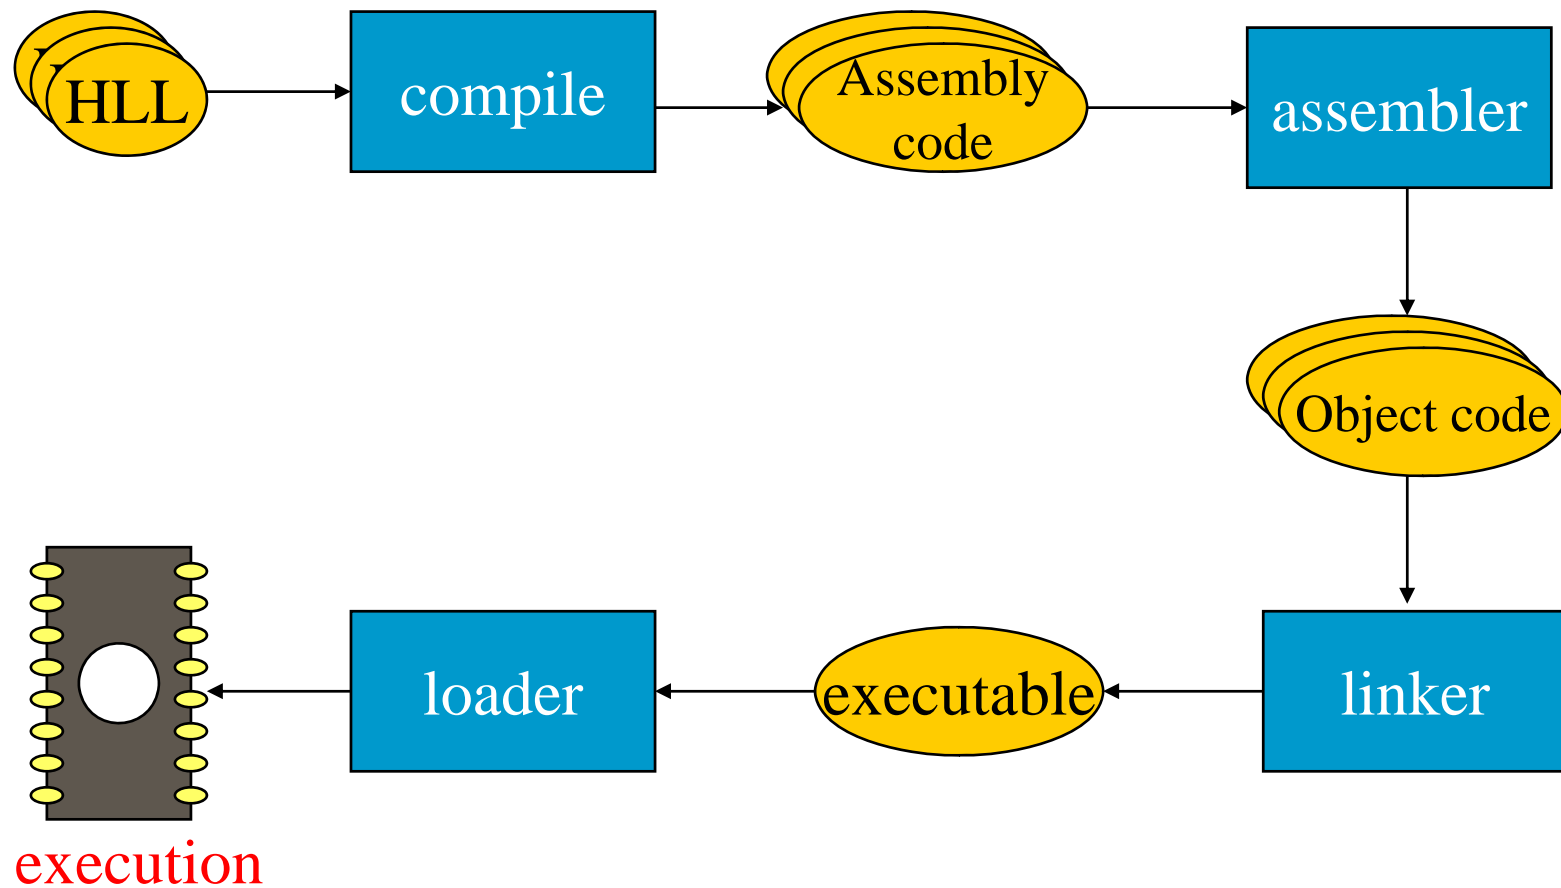 HLL
compile
Assembly
code
assembler
Object code
linker
executable
loader
execution